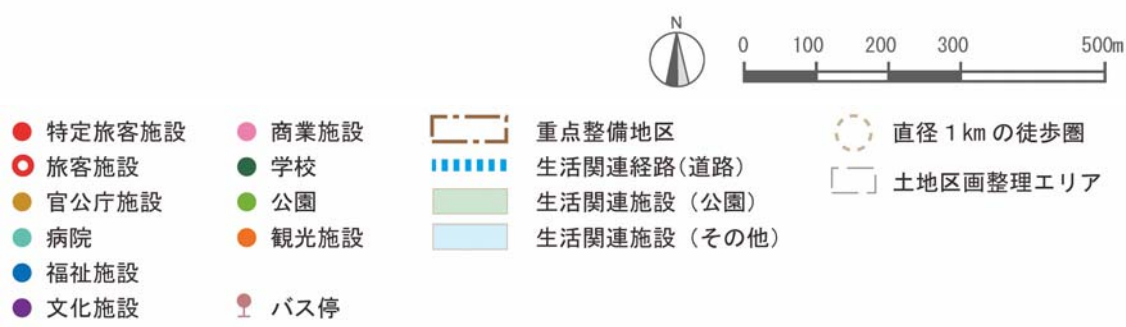 N
0 100 200 300 500m
特定旅客施設
旅客施設
官公庁施設
病院
福祉施設
文化施設
商業施設
学校
公園
観光施設
バス停
重点整備地区
生活関連経路(道路)
生活関連施設（公園）
生活関連施設（その他）
直径１kmの徒歩圏
土地区画整理エリア